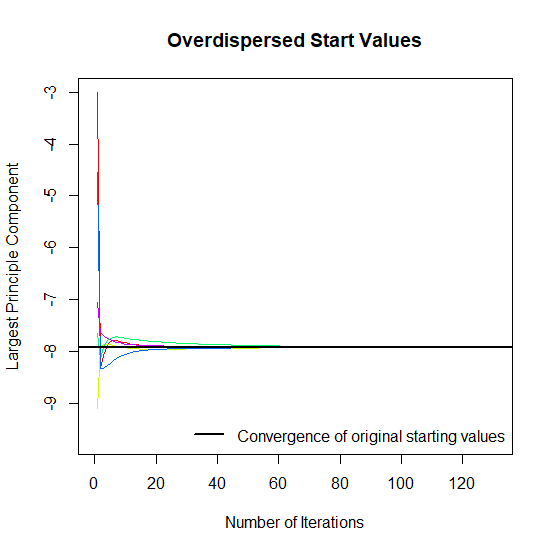 Overdispersed Start Values
Largest Principle Component
-3
-4
-5
-6
-7
-8
-9
Convergence of original starting values
0 20 40 60 80 100 120
Number of Iterations